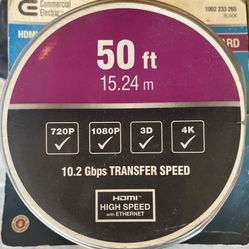 Commercial
Electric
1002 233 265
BLACK
HDMI
50 ft
15.24 m
720P 1080P 3D 4K
10.2 Gbps TRANSFER SPEED
HDMI
HIGH SPEED
with ETHERNET